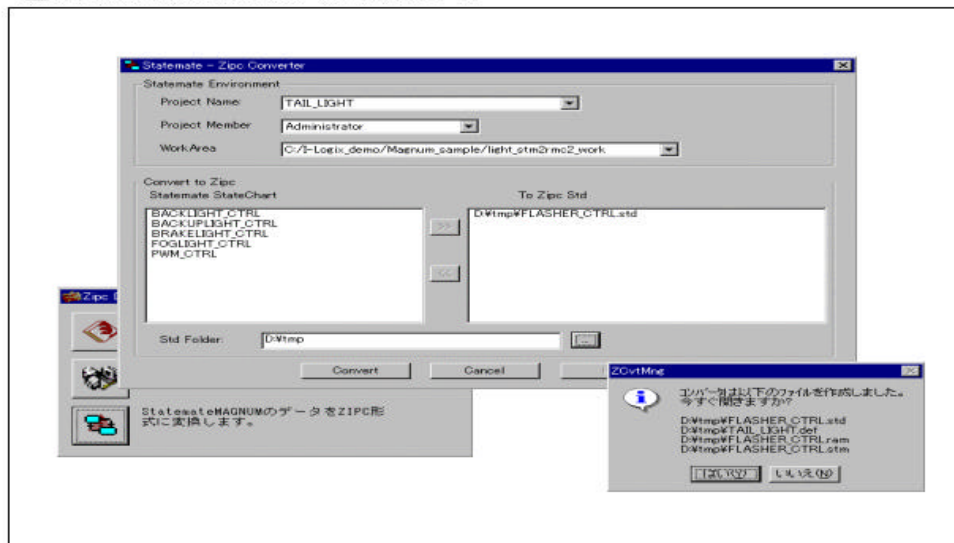 Statemate - Zipc Converter
Statemate Environment
Project Name:
TAIL_LIGHT
Project Member
Administrator
WorkArea
C:/I-Logix_demo/Magnum_sample/light_stm2rmc2_work
Convert to Zipc
Statemate StateChart
To Zipc Std
BACKLIGHT_CTRL
BACKUPLIGHT_CTRL
BRAKELIGHT_CTRL
FOGLIGHT_CTRL
PWM_CTRL
D:¥tmp¥FLASHER_CTRL.std
>>
<<
Std Folder:
D:¥tmp
...
Convert
Cancel
Zipc
StatemateMAGNUMのデータをZIPC形
式に変換します。
ZCvtMng
コンバータは以下のファイルを作成しました。
今すぐ開きますか?
D:¥tmp¥FLASHER_CTRL.std
D:¥tmp¥TAIL_LIGHT.def
D:¥tmp¥FLASHER_CTRL.ram
D:¥tmp¥FLASHER_CTRL.stm
はい(Y)
いいえ(N)